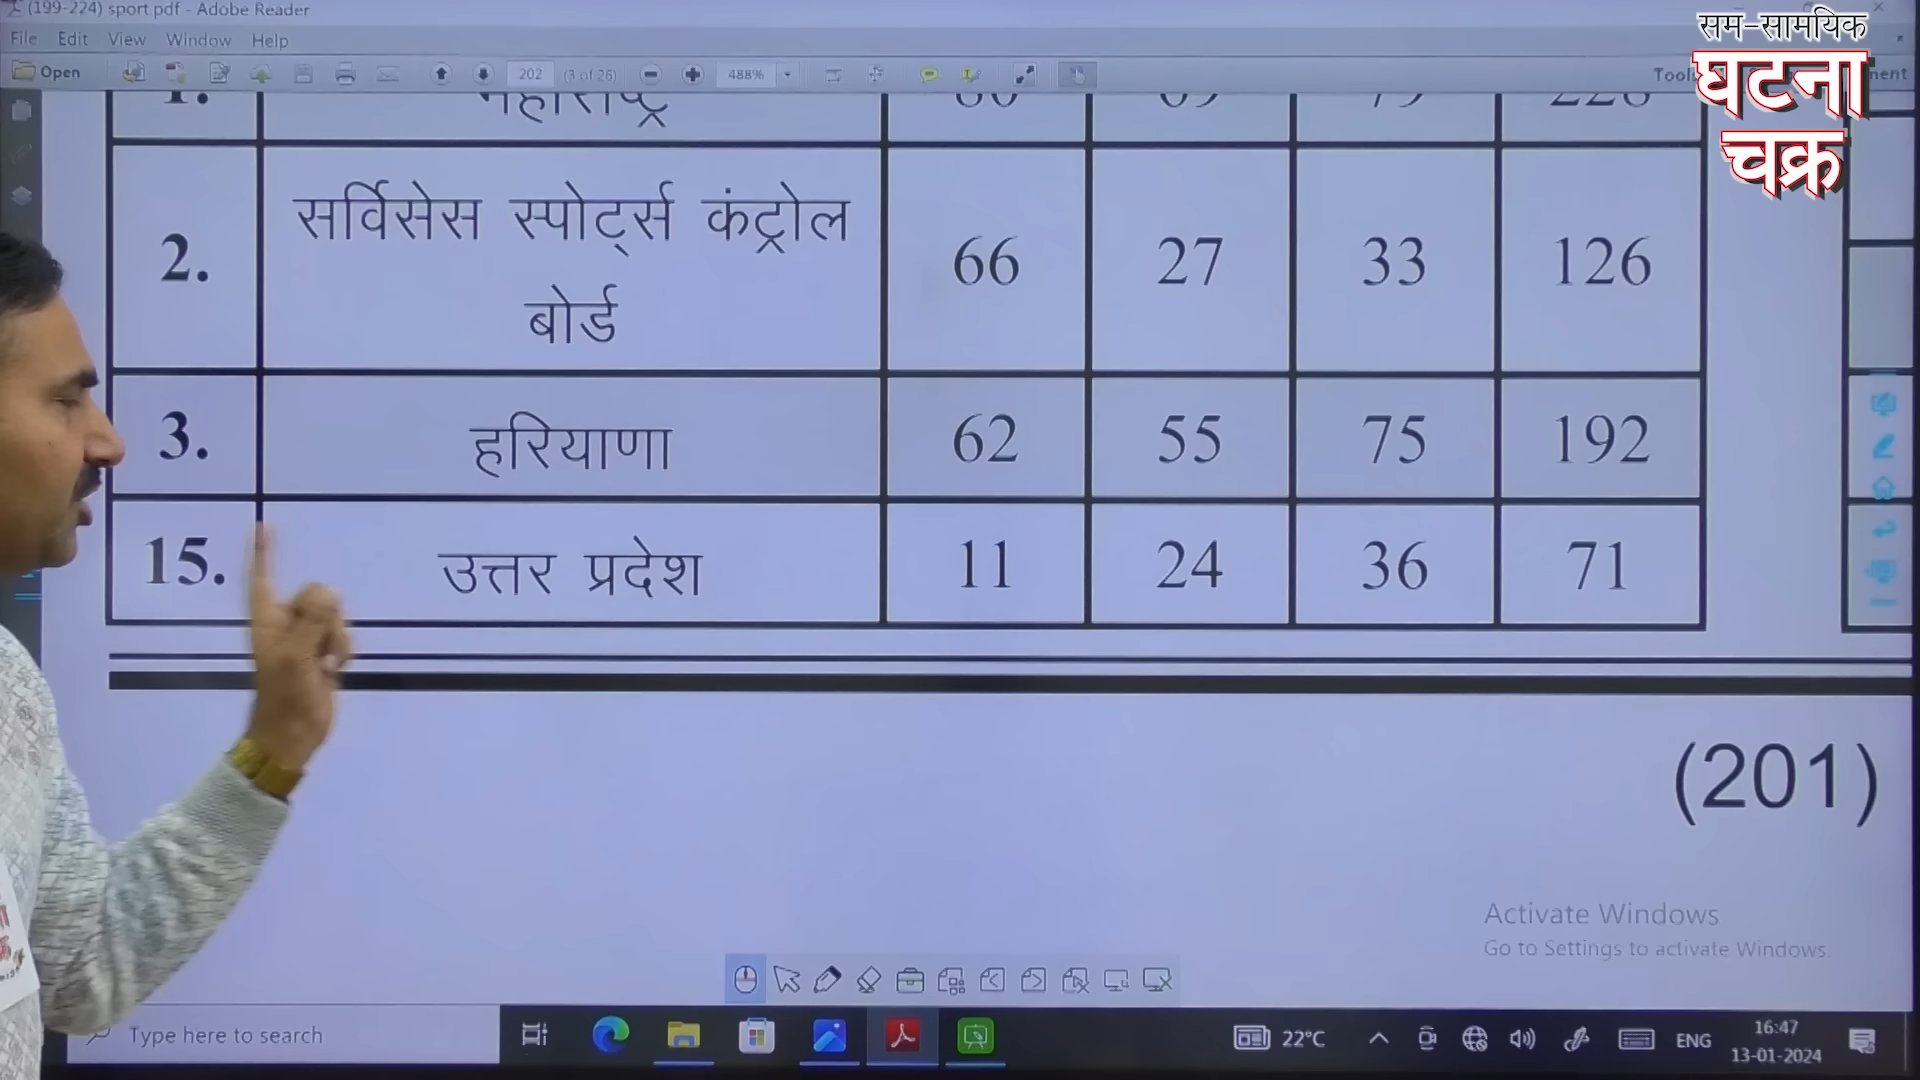 (199-224) sport.pdf - Adobe Reader
File Edit View Window Help
Open 202 (3 of 26) 488%
सम-सामयिक
घटना
चक्र
1. महाराष्ट्र
2. सर्विसेस स्पोर्ट्स कंट्रोल बोर्ड 66 27 33 126
3. हरियाणा 62 55 75 192
15. उत्तर प्रदेश 11 24 36 71
(201)
Activate Windows
Go to Settings to activate Windows.
Type here to search
22°C ENG 16:47
13-01-2024